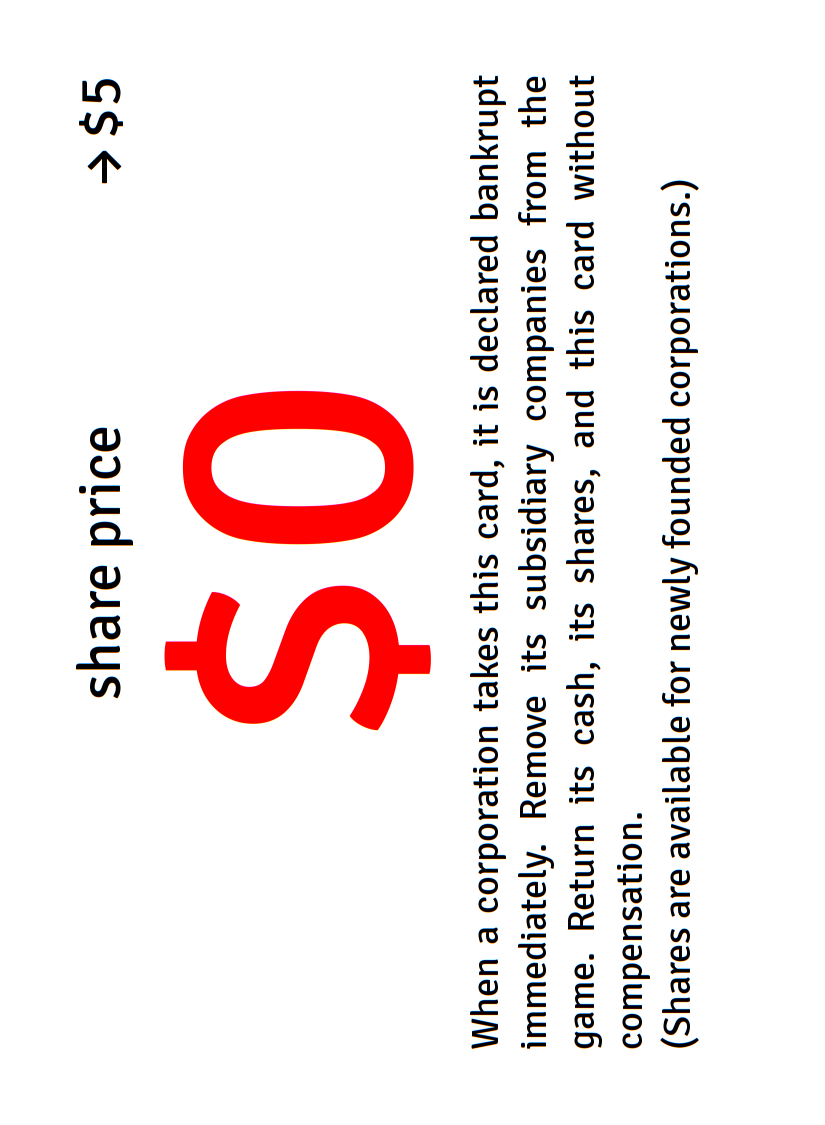 share price → $5
$0
When a corporation takes this card, it is declared bankrupt
immediately. Remove its subsidiary companies from the
game. Return its cash, its shares, and this card without
compensation.
(Shares are available for newly founded corporations.)